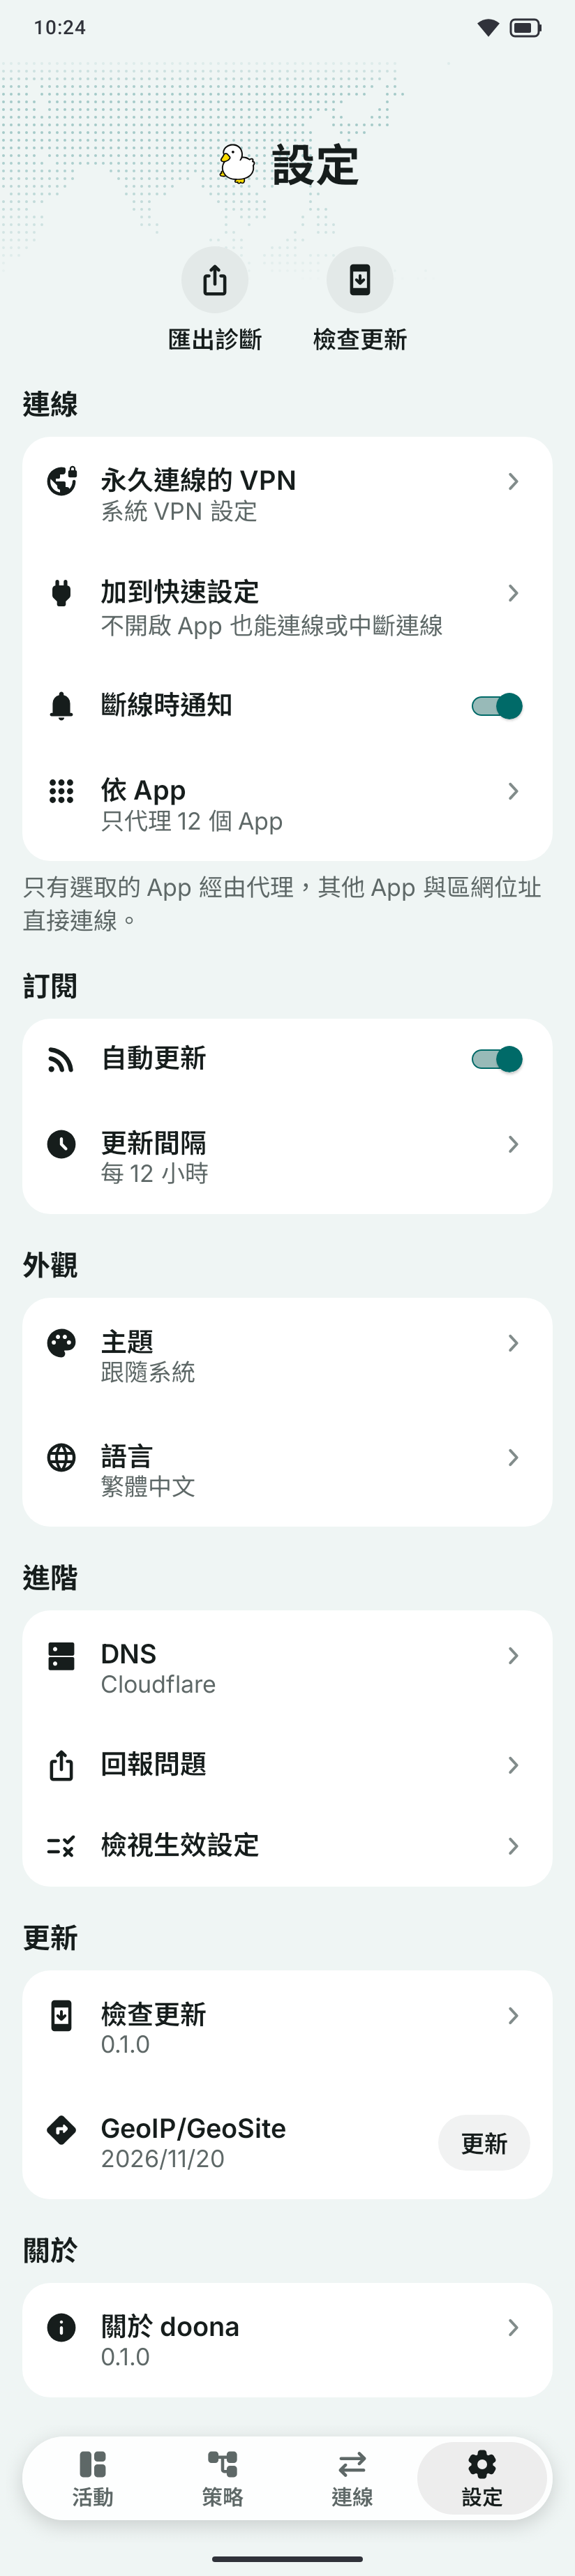 10:24
設定
匯出診斷
檢查更新
連線
永久連線的 VPN
系統 VPN 設定
加到快速設定
不開啟 App 也能連線或中斷連線
斷線時通知
依 App
只代理 12 個 App
只有選取的 App 經由代理，其他 App 與區網位址
直接連線。
訂閱
自動更新
更新間隔
每 12 小時
外觀
主題
跟隨系統
語言
繁體中文
進階
DNS
Cloudflare
回報問題
檢視生效設定
更新
檢查更新
0.1.0
GeoIP/GeoSite
2026/11/20
更新
關於
關於 doona
0.1.0
活動
策略
連線
設定